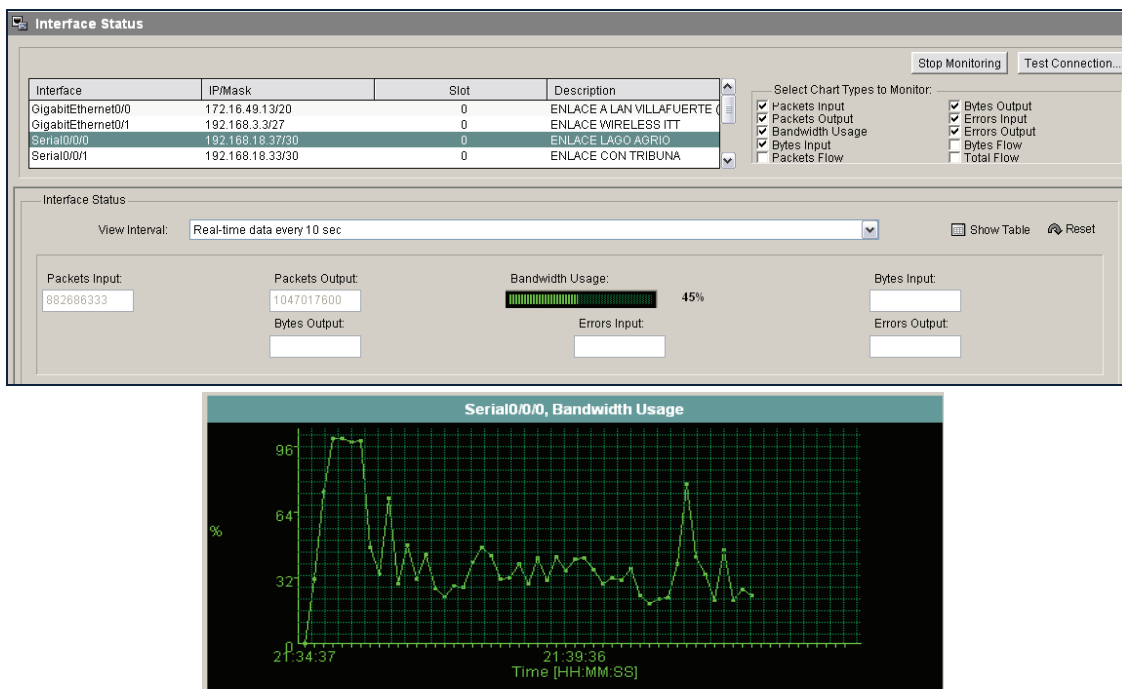 Interface Status
Stop Monitoring Test Connection...
Interface IP/Mask Slot Description
GigabitEthernet0/0 172.16.49.13/20 0 ENLACE A LAN VILLAFUERTE (
GigabitEthernet0/1 192.168.3.3/27 0 ENLACE WIRELESS ITT
Serial0/0/0 192.168.18.37/30 0 ENLACE LAGO AGRIO
Serial0/0/1 192.168.18.33/30 0 ENLACE CON TRIBUNA
Select Chart Types to Monitor:
Packets Input Bytes Output
Packets Output Errors Input
Bandwidth Usage Errors Output
Bytes Input Bytes Flow
Packets Flow Total Flow
Interface Status
View Interval: Real-time data every 10 sec Show Table Reset
Packets Input: Packets Output: Bandwidth Usage: Bytes Input:
882686333 1047017600 45%
Bytes Output: Errors Input: Errors Output:
Serial0/0/0, Bandwidth Usage
96
64
%
32
0
21:34:37 21:39:36
Time [HH:MM:SS]